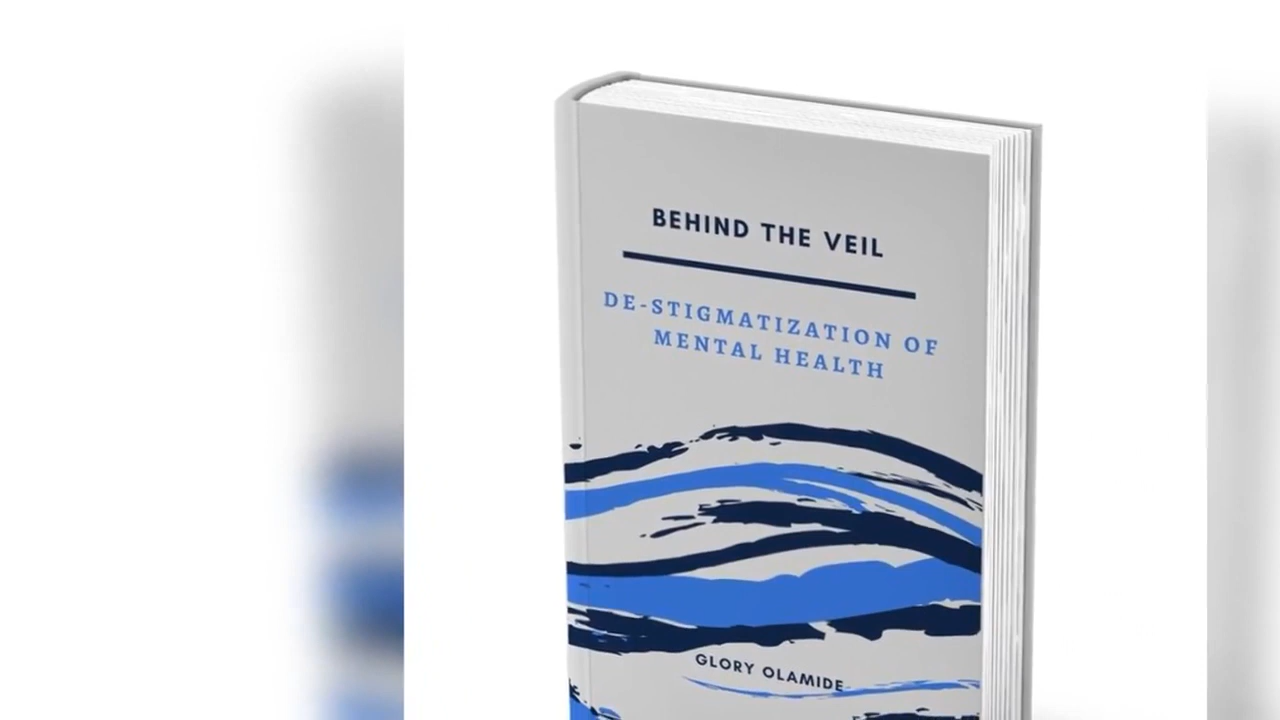 BEHIND THE VEIL
DE-STIGMATIZATION OF
MENTAL HEALTH
GLORY OLAMIDE